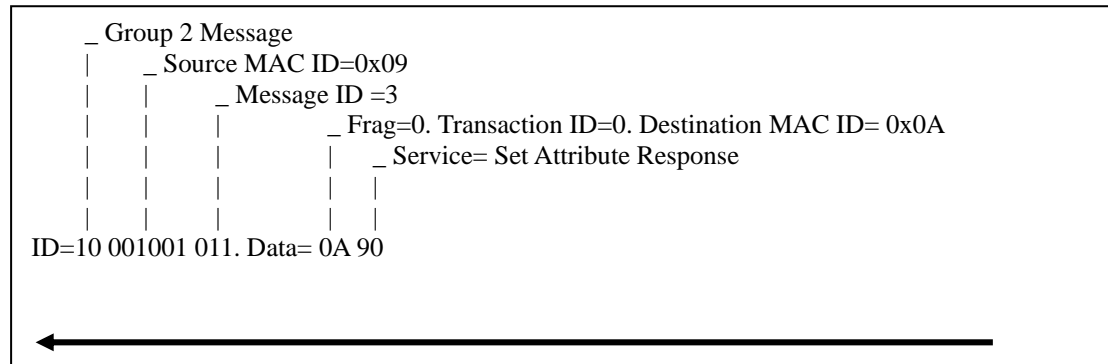 _ Group 2 Message
| _ Source MAC ID=0x09
| | _ Message ID =3
| | | _ Frag=0. Transaction ID=0. Destination MAC ID= 0x0A
| | | | _ Service= Set Attribute Response
| | | | |
| | | | |
ID=10 001001 011. Data= 0A 90